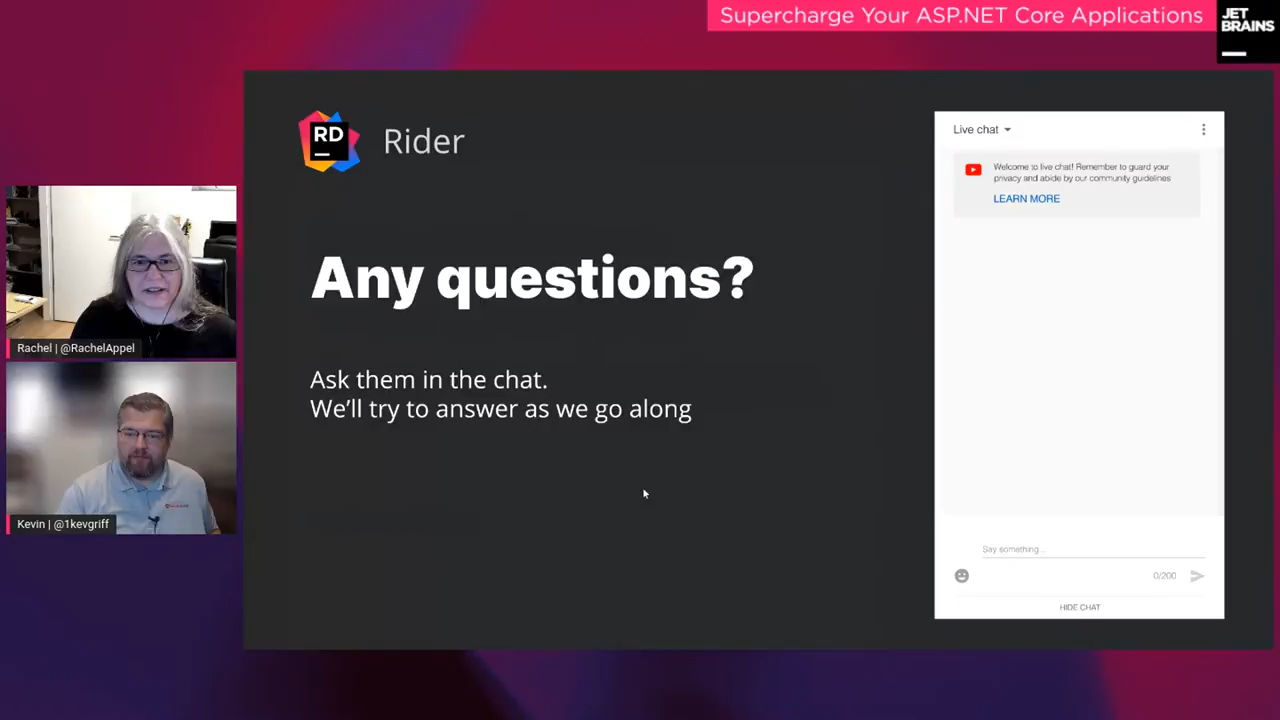 Supercharge Your ASP.NET Core Applications
JET
BRAINS
RD
Rider
Any questions?
Ask them in the chat.
We'll try to answer as we go along
Live chat
Welcome to live chat! Remember to guard your
privacy and abide by our community guidelines
LEARN MORE
Say something...
0/200
HIDE CHAT
Rachel | @RachelAppel
Kevin | @1kevgriff